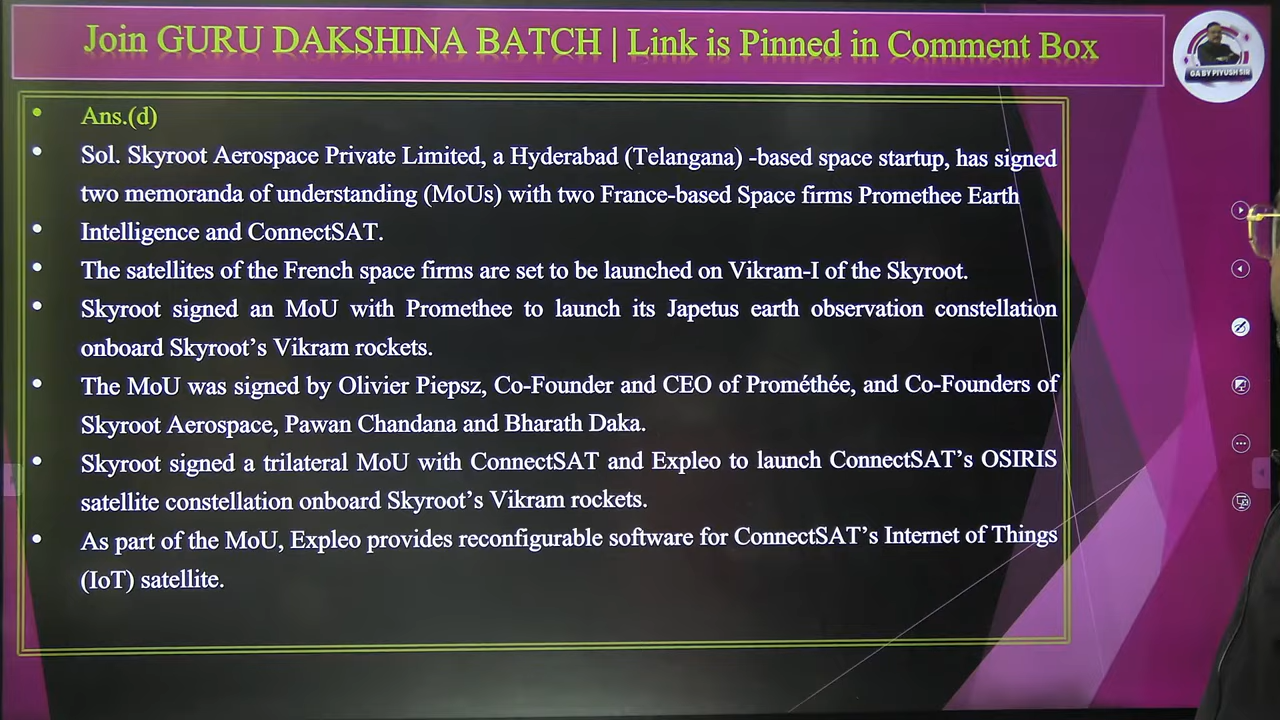 Join GURU DAKSHINA BATCH | Link is Pinned in Comment Box
GA BY PIYUSH SIR
• Ans.(d)
• Sol. Skyroot Aerospace Private Limited, a Hyderabad (Telangana) -based space startup, has signed
two memoranda of understanding (MoUs) with two France-based Space firms Promethee Earth
• Intelligence and ConnectSAT.
• The satellites of the French space firms are set to be launched on Vikram-I of the Skyroot.
• Skyroot signed an MoU with Promethee to launch its Japetus earth observation constellation
onboard Skyroot’s Vikram rockets.
• The MoU was signed by Olivier Piepsz, Co-Founder and CEO of Prométhée, and Co-Founders of
Skyroot Aerospace, Pawan Chandana and Bharath Daka.
• Skyroot signed a trilateral MoU with ConnectSAT and Expleo to launch ConnectSAT’s OSIRIS
satellite constellation onboard Skyroot’s Vikram rockets.
• As part of the MoU, Expleo provides reconfigurable software for ConnectSAT’s Internet of Things
(IoT) satellite.